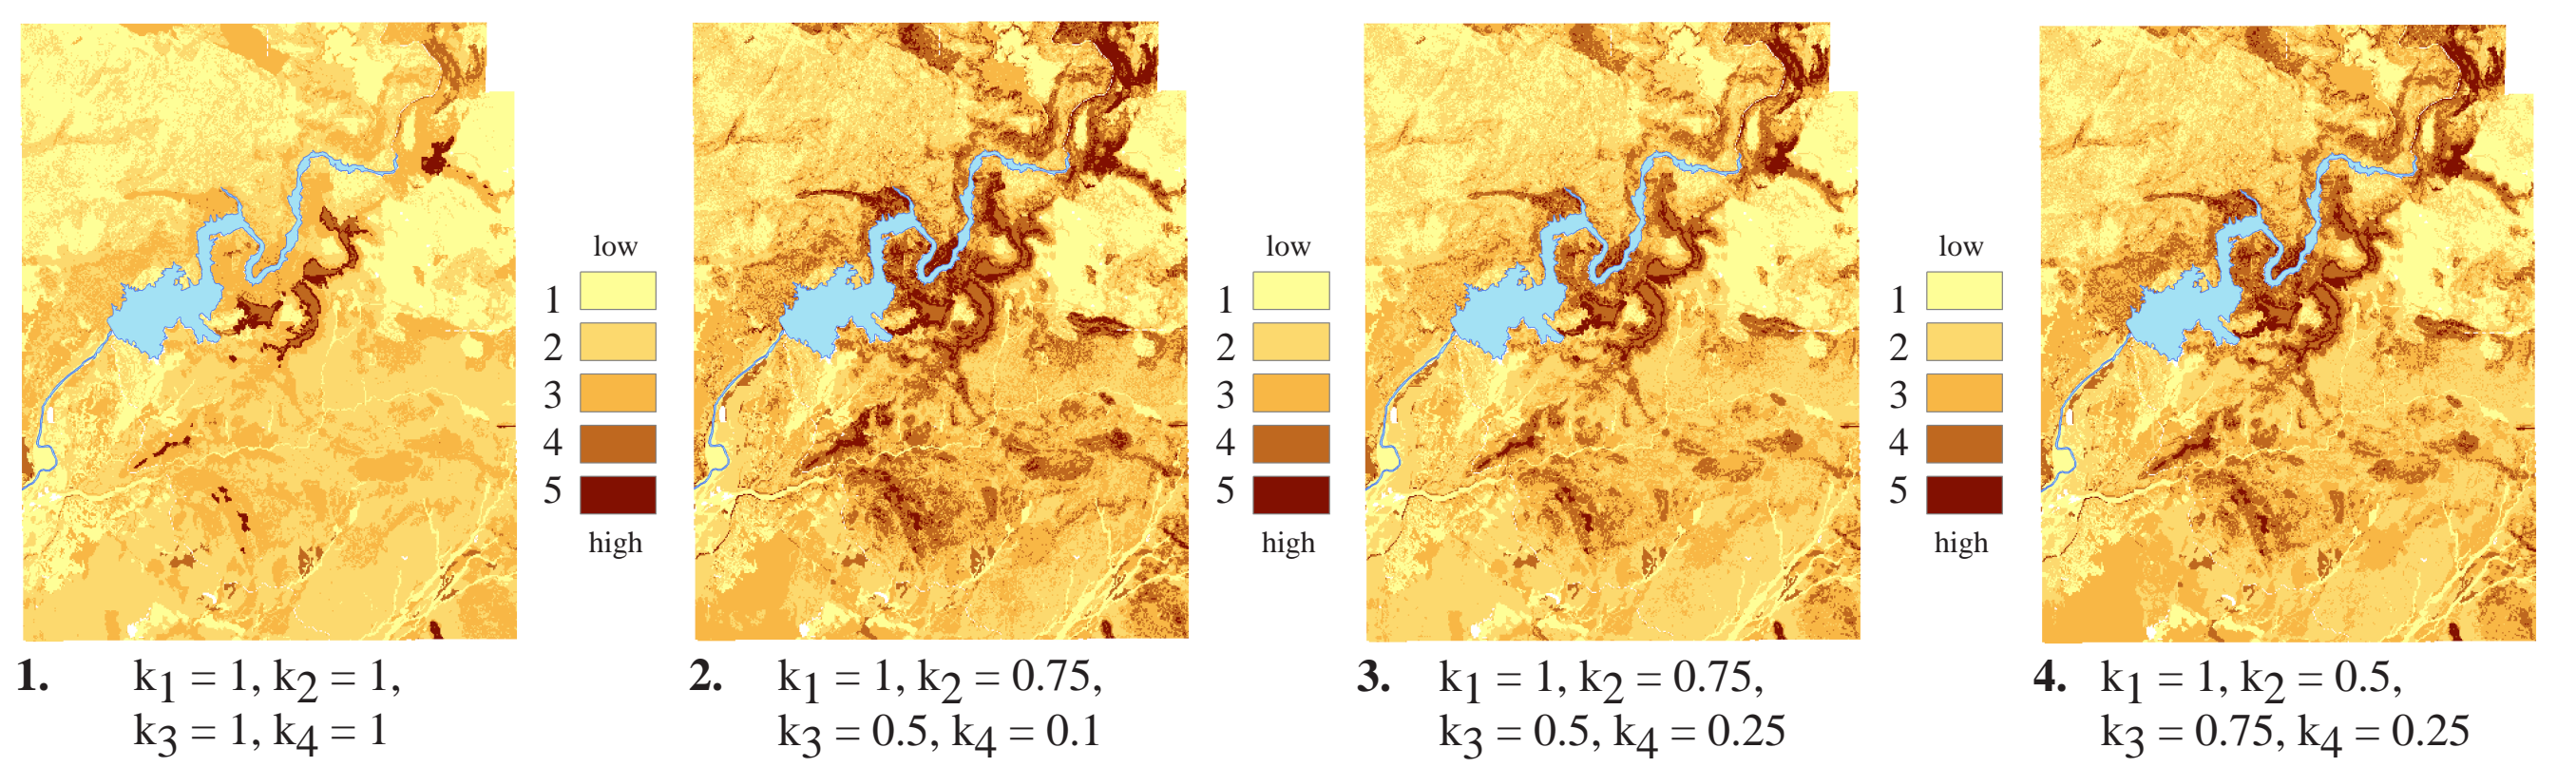 low
1
2
3
4
5
high
low
1
2
3
4
5
high
low
1
2
3
4
5
high
1. k1 = 1, k2 = 1,
k3 = 1, k4 = 1
2. k1 = 1, k2 = 0.75,
k3 = 0.5, k4 = 0.1
3. k1 = 1, k2 = 0.75,
k3 = 0.5, k4 = 0.25
4. k1 = 1, k2 = 0.5,
k3 = 0.75, k4 = 0.25